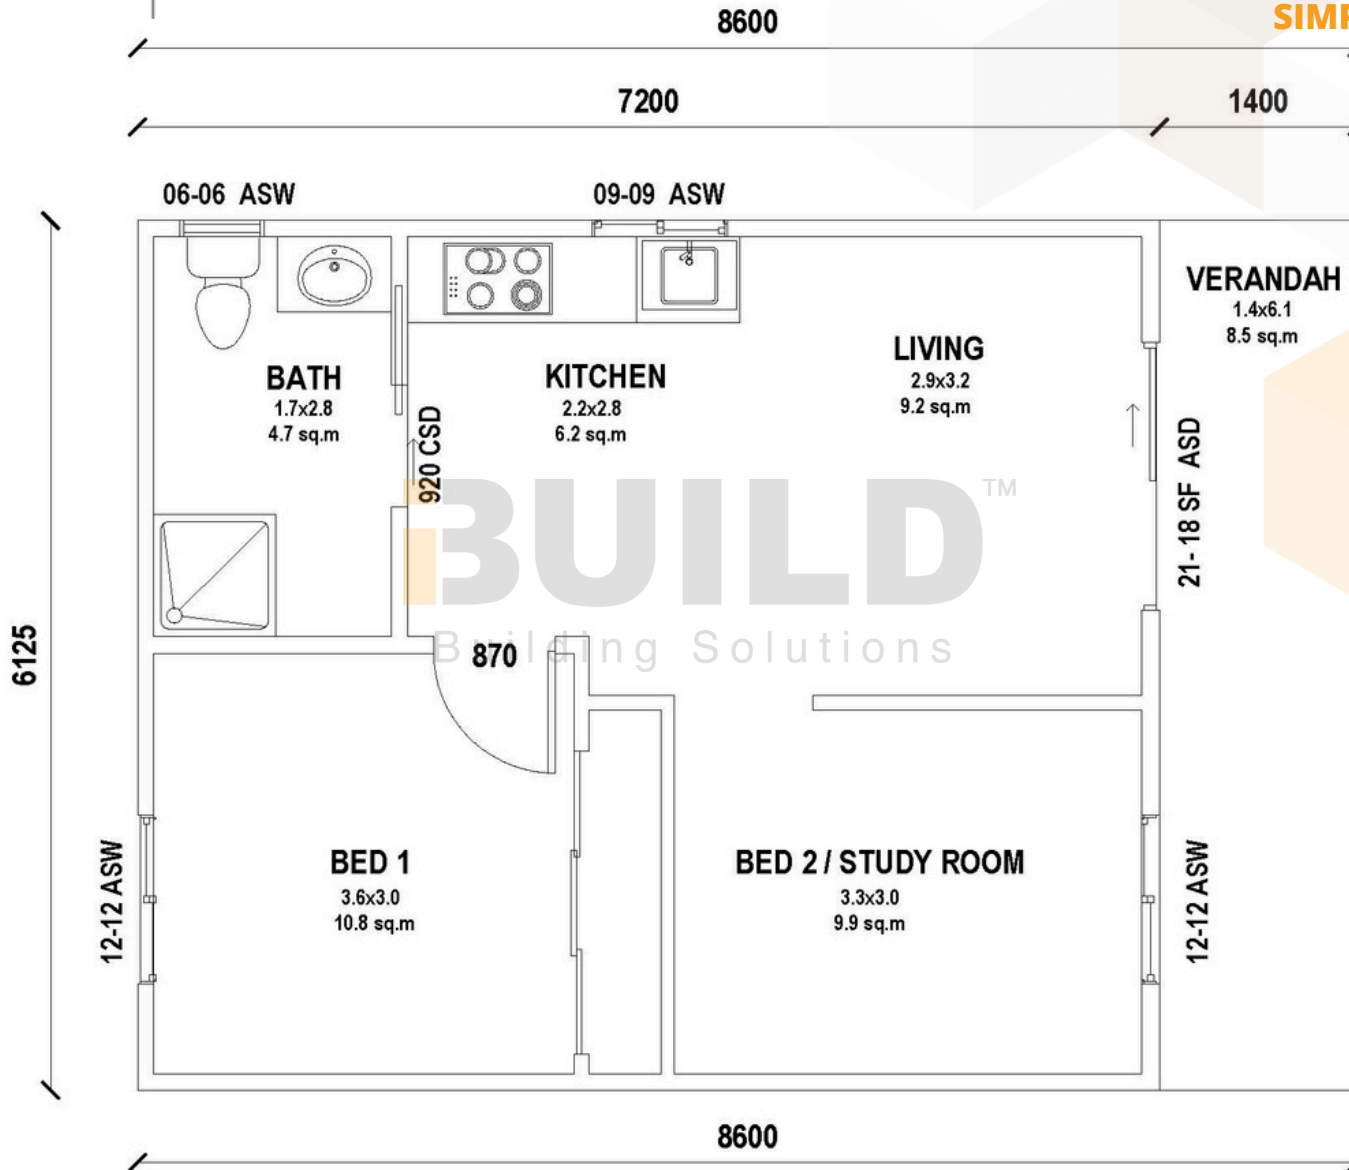 SIMP
8600
7200
1400
06-06 ASW
09-09 ASW
VERANDAH
1.4x6.1
8.5 sq.m
LIVING
2.9x3.2
9.2 sq.m
BATH
1.7x2.8
4.7 sq.m
KITCHEN
2.2x2.8
6.2 sq.m
920 CSD
21- 18 SF ASD
iBUILD™
Building Solutions
6125
870
12-12 ASW
BED 1
3.6x3.0
10.8 sq.m
BED 2 / STUDY ROOM
3.3x3.0
9.9 sq.m
12-12 ASW
8600